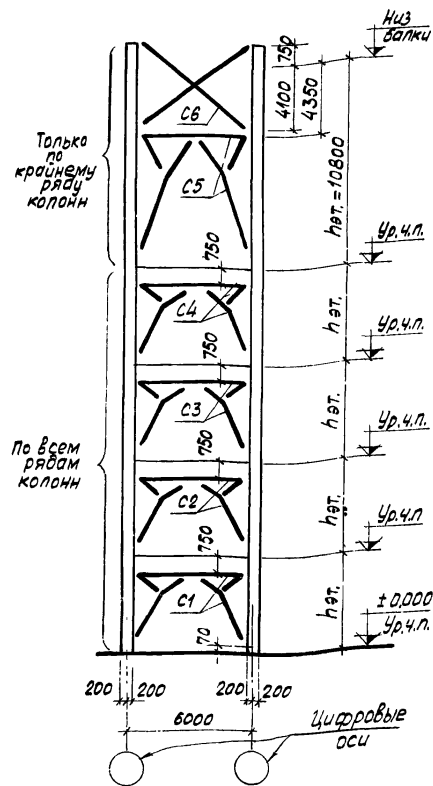 Низ
балки
750
4100
4350
С6
Только
по
крайнему
ряду
колонн
С5
hэт.=10800
Ур.ч.п.
750
hэт.
С4
Ур.ч.п.
750
hэт.
С3
По всем
рядам
колонн
Ур.ч.п.
750
hэт.
С2
Ур.ч.п
750
hэт.
С1
±0,000
Ур.ч.п.
70
200
200
200
200
6000
Цифровые
оси